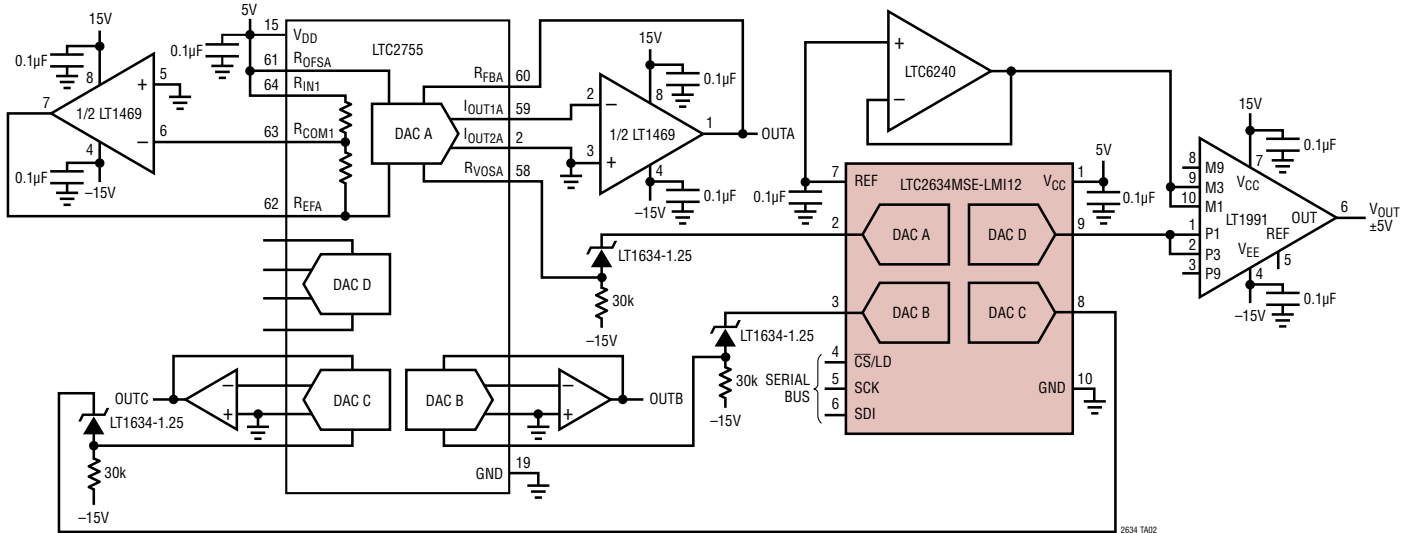 15V
0.1µF
8
5
+
7
1/2 LT1469
−
6
4
0.1µF
−15V
5V
0.1µF
15
VDD
LTC2755
61
ROFSA
64
RIN1
63
RCOM1
62
REFA
DAC A
RFBA
60
IOUT1A
59
IOUT2A
2
RVOSA
58
15V
0.1µF
8
2
−
1/2 LT1469
1
OUTA
3
+
4
0.1µF
−15V
DAC D
LT1634-1.25
30k
−15V
LT1634-1.25
30k
−15V
OUTC
−
+
DAC C
DAC B
−
+
OUTB
LT1634-1.25
30k
−15V
GND
19
+
LTC6240
−
0.1µF
7
REF
LTC2634MSE-LMI12
VCC
1
5V
0.1µF
2
DAC A
DAC D
9
3
DAC B
DAC C
8
SERIAL
BUS
4
CS/LD
5
SCK
6
SDI
GND
10
15V
0.1µF
7
8
M9
9
M3
10
M1
VCC
LT1991
OUT
6
VOUT
±5V
1
P1
2
P3
3
P9
REF
5
VEE
4
0.1µF
−15V
2634 TA02